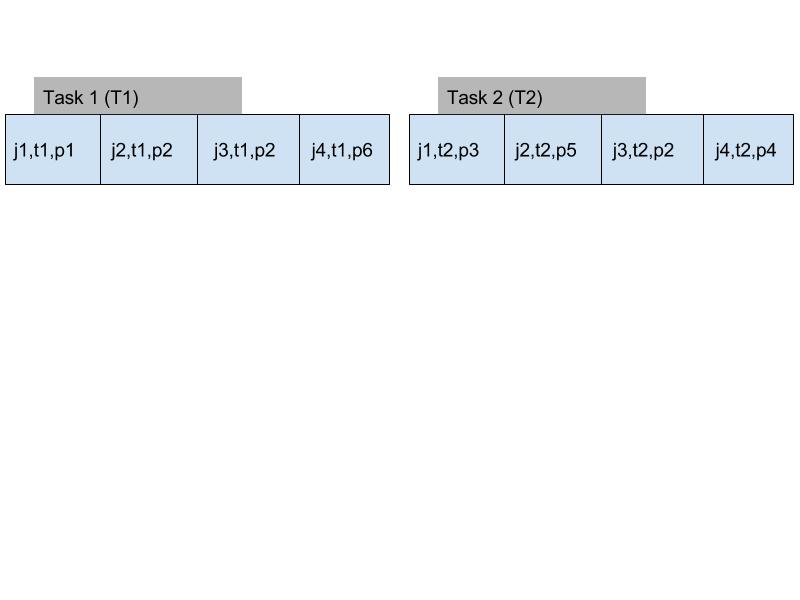 Task 1 (T1)
j1,t1,p1 j2,t1,p2 j3,t1,p2 j4,t1,p6
Task 2 (T2)
j1,t2,p3 j2,t2,p5 j3,t2,p2 j4,t2,p4